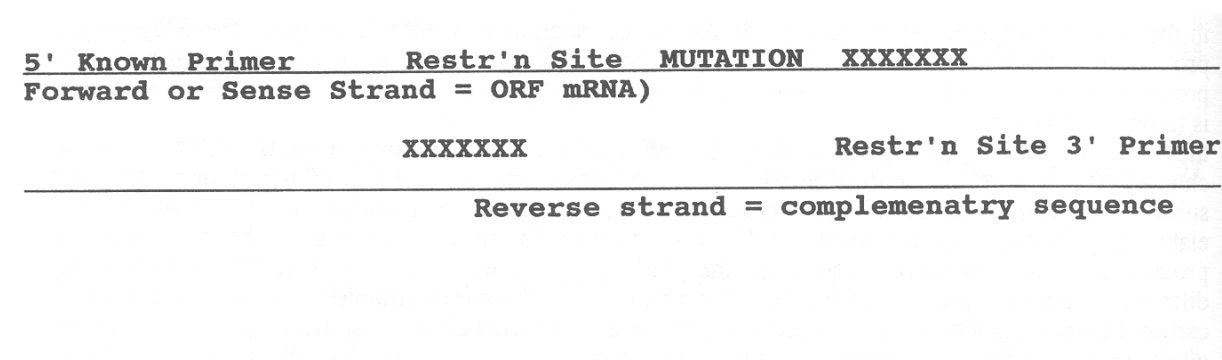 5' Known Primer Restr'n Site MUTATION XXXXXXX
Forward or Sense Strand = ORF mRNA)
XXXXXXX Restr'n Site 3' Primer
Reverse strand = complemenatry sequence